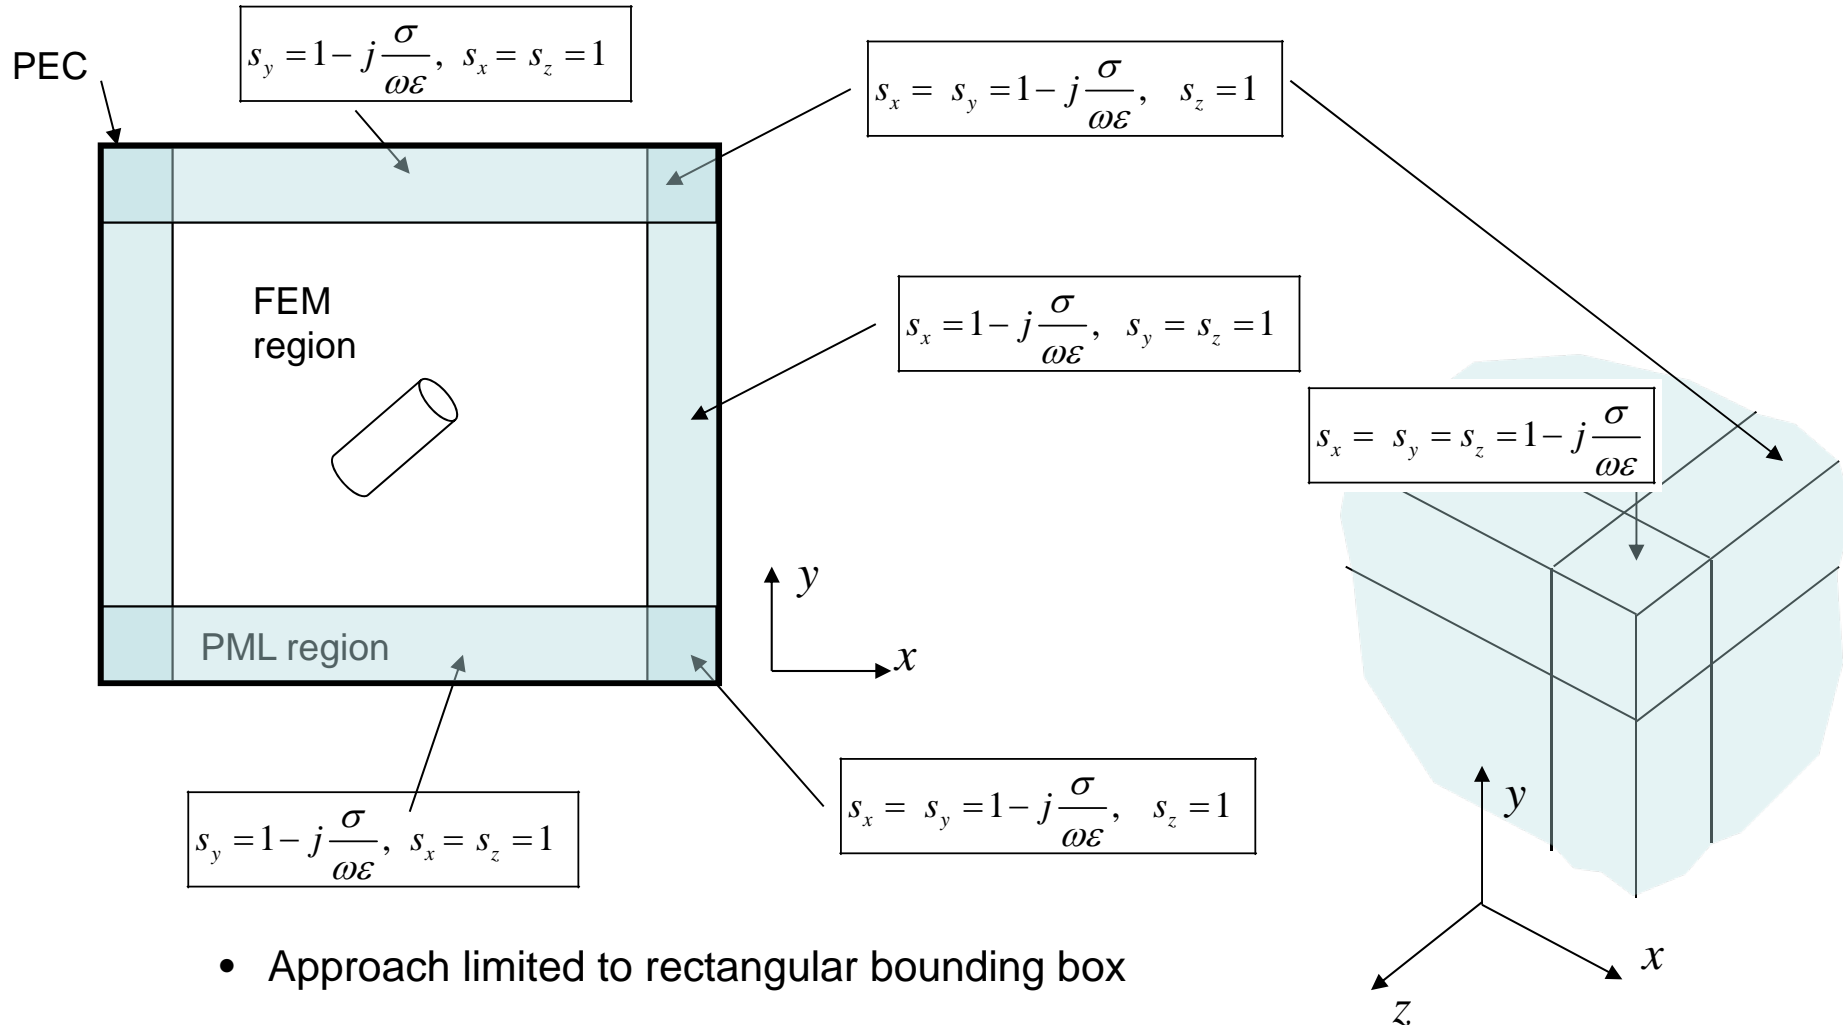 PEC
s_y = 1 − j σ/ωε, s_x = s_z = 1
s_x = s_y = 1 − j σ/ωε, s_z = 1
FEM
region
s_x = 1 − j σ/ωε, s_y = s_z = 1
s_x = s_y = s_z = 1 − j σ/ωε
y
x
PML region
s_y = 1 − j σ/ωε, s_x = s_z = 1
s_x = s_y = 1 − j σ/ωε, s_z = 1
y
x
z
• Approach limited to rectangular bounding box